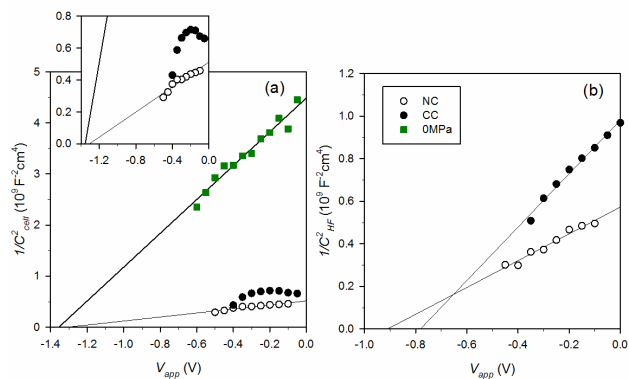 0.8
0.6
0.4
0.2
0.0
-1.2 -0.8 -0.4 0.0
(a)
5
4
3
2
1
0
1/C²cell (10⁹ F⁻²cm⁴)
-1.4 -1.2 -1.0 -0.8 -0.6 -0.4 -0.2 0.0
Vapp (V)
(b)
NC
CC
0MPa
1.2
1.0
0.8
0.6
0.4
0.2
0.0
1/C²HF (10⁹ F⁻²cm⁴)
-1.0 -0.8 -0.6 -0.4 -0.2 0.0
Vapp (V)